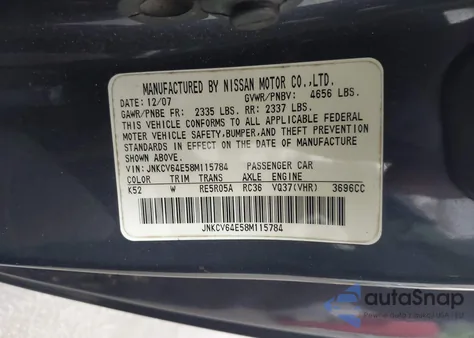 MANUFACTURED BY NISSAN MOTOR CO.,LTD.
DATE: 12/07 GVWR/PNBV: 4656 LBS.
GAWR/PNBE FR: 2335 LBS. RR: 2337 LBS.
THIS VEHICLE CONFORMS TO ALL APPLICABLE FEDERAL
MOTOR VEHICLE SAFETY,BUMPER,AND THEFT PREVENTION
STANDARDS IN EFFECT ON THE DATE OF MANUFACTURE
SHOWN ABOVE.
VIN: JNKCV64E58M115784 PASSENGER CAR
COLOR TRIM TRANS AXLE ENGINE
K52 W RE5R05A RC36 VQ37(VHR) 3696CC
JNKCV64E58M115784
autoSnap